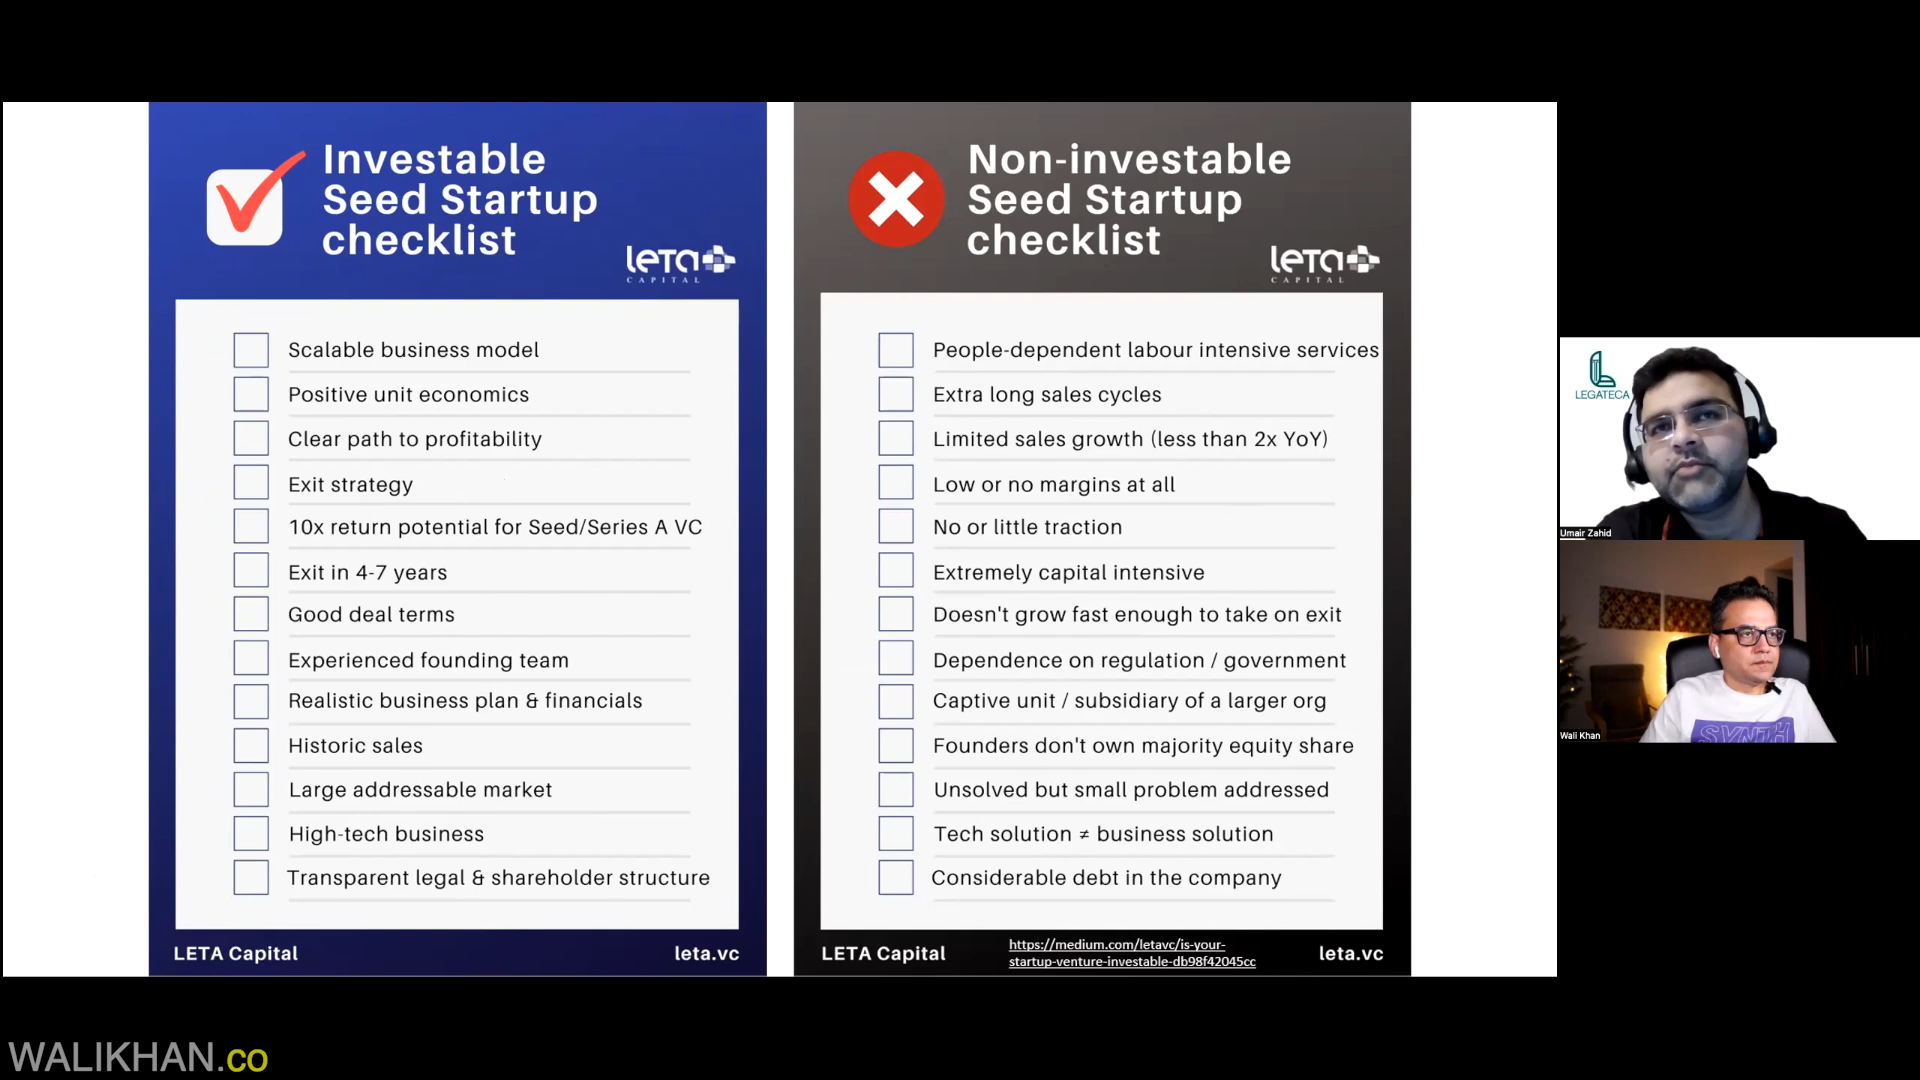 Investable
Seed Startup
checklist
leta
CAPITAL
Scalable business model
Positive unit economics
Clear path to profitability
Exit strategy
10x return potential for Seed/Series A VC
Exit in 4-7 years
Good deal terms
Experienced founding team
Realistic business plan & financials
Historic sales
Large addressable market
High-tech business
Transparent legal & shareholder structure
LETA Capital
leta.vc
Non-investable
Seed Startup
checklist
leta
CAPITAL
People-dependent labour intensive services
Extra long sales cycles
Limited sales growth (less than 2x YoY)
Low or no margins at all
No or little traction
Extremely capital intensive
Doesn't grow fast enough to take on exit
Dependence on regulation / government
Captive unit / subsidiary of a larger org
Founders don't own majority equity share
Unsolved but small problem addressed
Tech solution ≠ business solution
Considerable debt in the company
LETA Capital
https://medium.com/letavc/is-your-
startup-venture-investable-db98f42045cc
leta.vc
LEGATECA
Umair Zahid
SYNTH
Wali Khan
WALIKHAN.CO